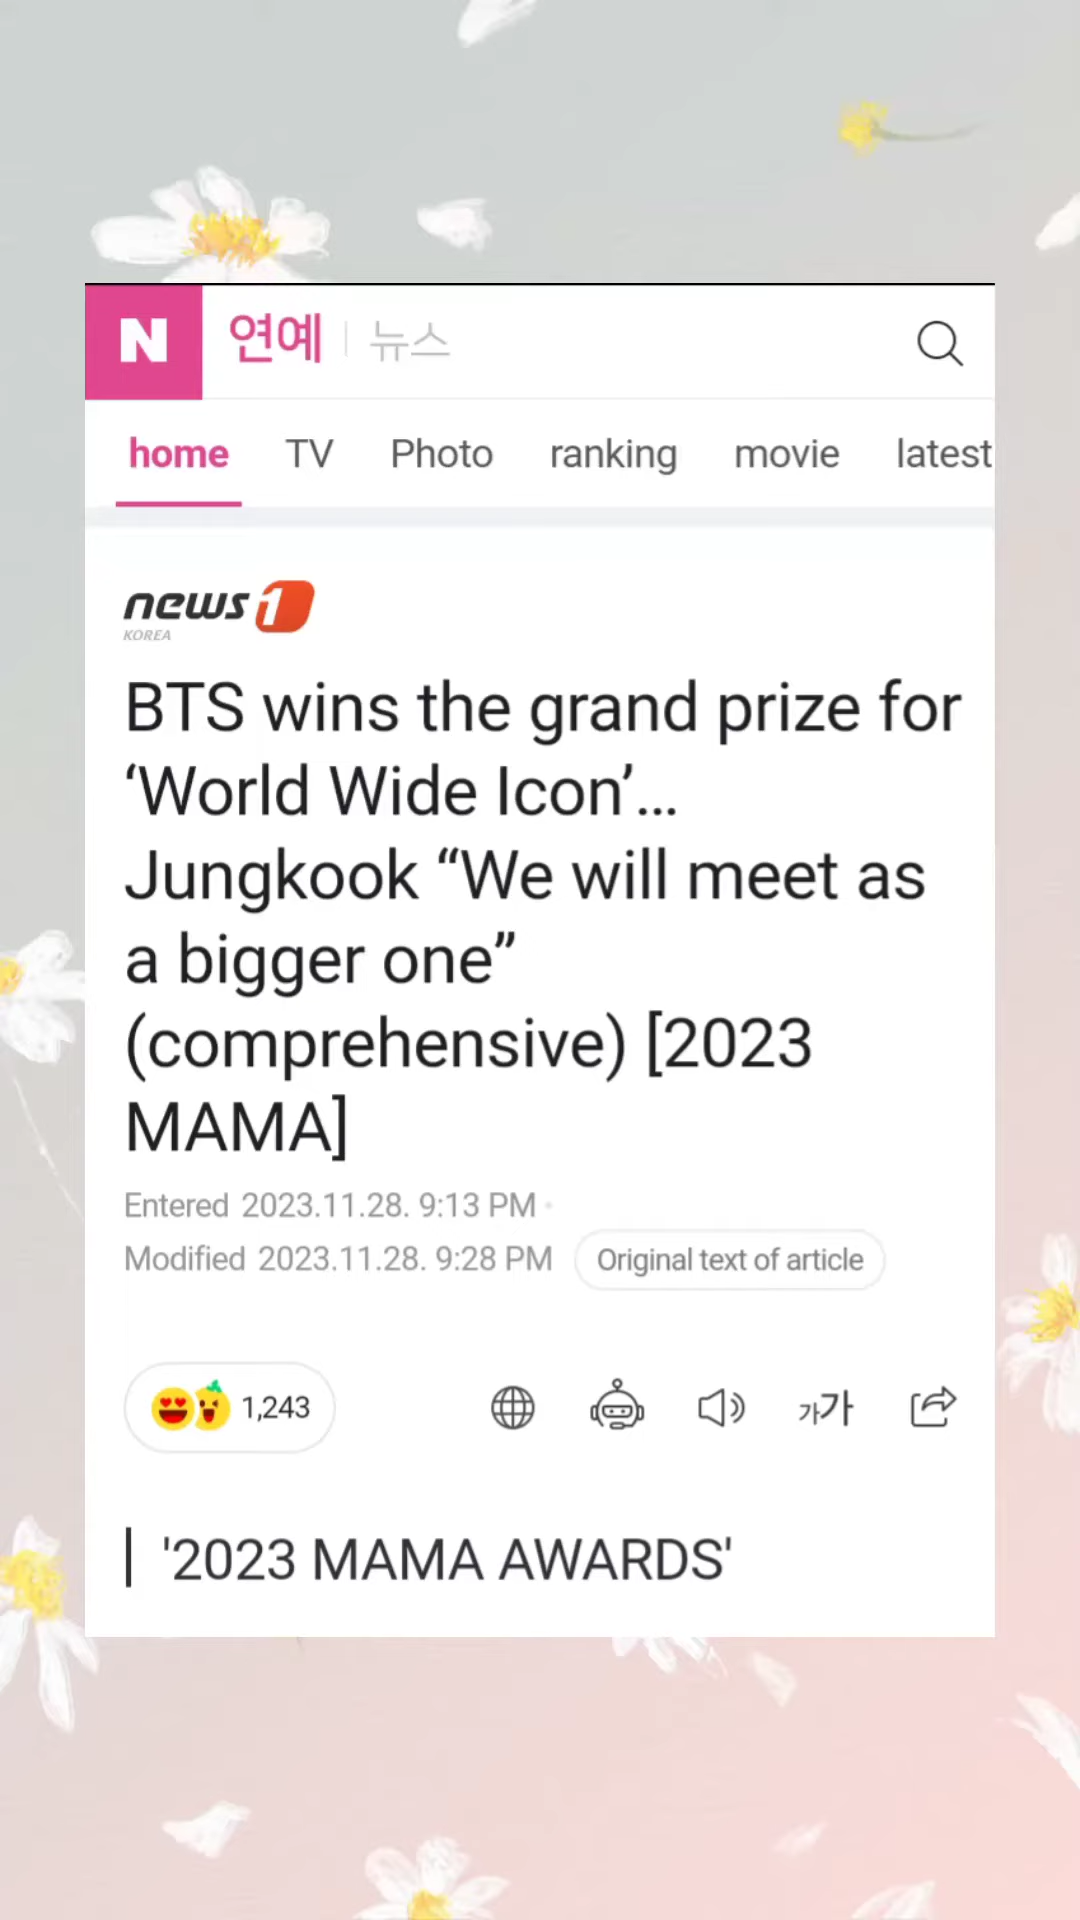 N 연예 뉴스
home TV Photo ranking movie latest
news1
KOREA
BTS wins the grand prize for
‘World Wide Icon’...
Jungkook “We will meet as
a bigger one”
(comprehensive) [2023
MAMA]
Entered 2023.11.28. 9:13 PM
Modified 2023.11.28. 9:28 PM Original text of article
1,243 가가
'2023 MAMA AWARDS'